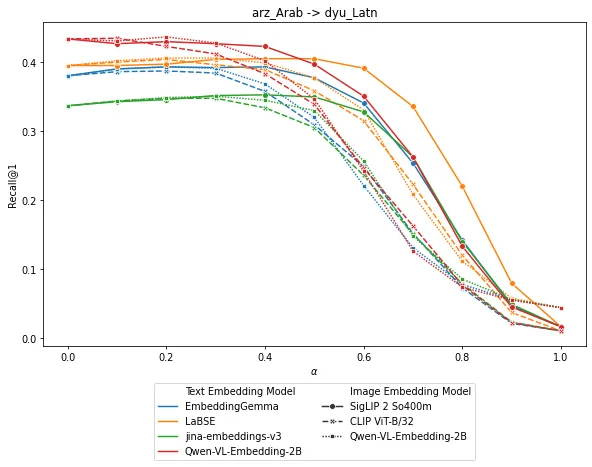 arz_Arab -> dyu_Latn
Recall@1
0.4
0.3
0.2
0.1
0.0
0.0 0.2 0.4 0.6 0.8 1.0
α
Text Embedding Model Image Embedding Model
EmbeddingGemma SigLIP 2 So400m
LaBSE CLIP ViT-B/32
jina-embeddings-v3 Qwen-VL-Embedding-2B
Qwen-VL-Embedding-2B